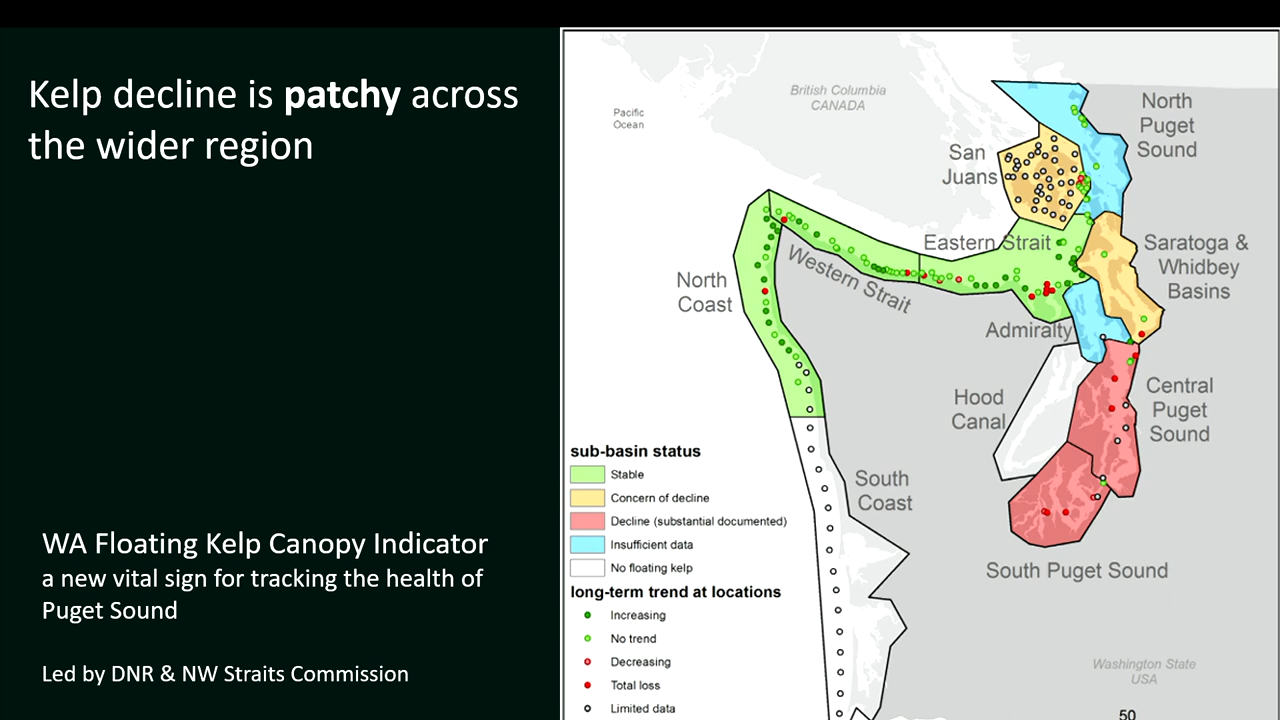 Kelp decline is patchy across
the wider region
WA Floating Kelp Canopy Indicator
a new vital sign for tracking the health of
Puget Sound
Led by DNR & NW Straits Commission
British Columbia
CANADA
Pacific
Ocean
North
Puget
Sound
San
Juans
Eastern Strait
Saratoga &
Whidbey
Basins
Western Strait
North
Coast
Admiralty
Hood
Canal
Central
Puget
Sound
South
Coast
South Puget Sound
Washington State
USA
50
sub-basin status
Stable
Concern of decline
Decline (substantial documented)
Insufficient data
No floating kelp
long-term trend at locations
Increasing
No trend
Decreasing
Total loss
Limited data